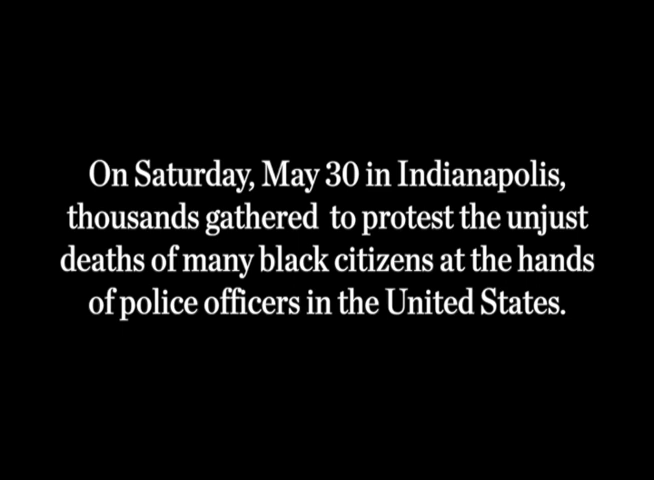 On Saturday, May 30 in Indianapolis,
thousands gathered to protest the unjust
deaths of many black citizens at the hands
of police officers in the United States.